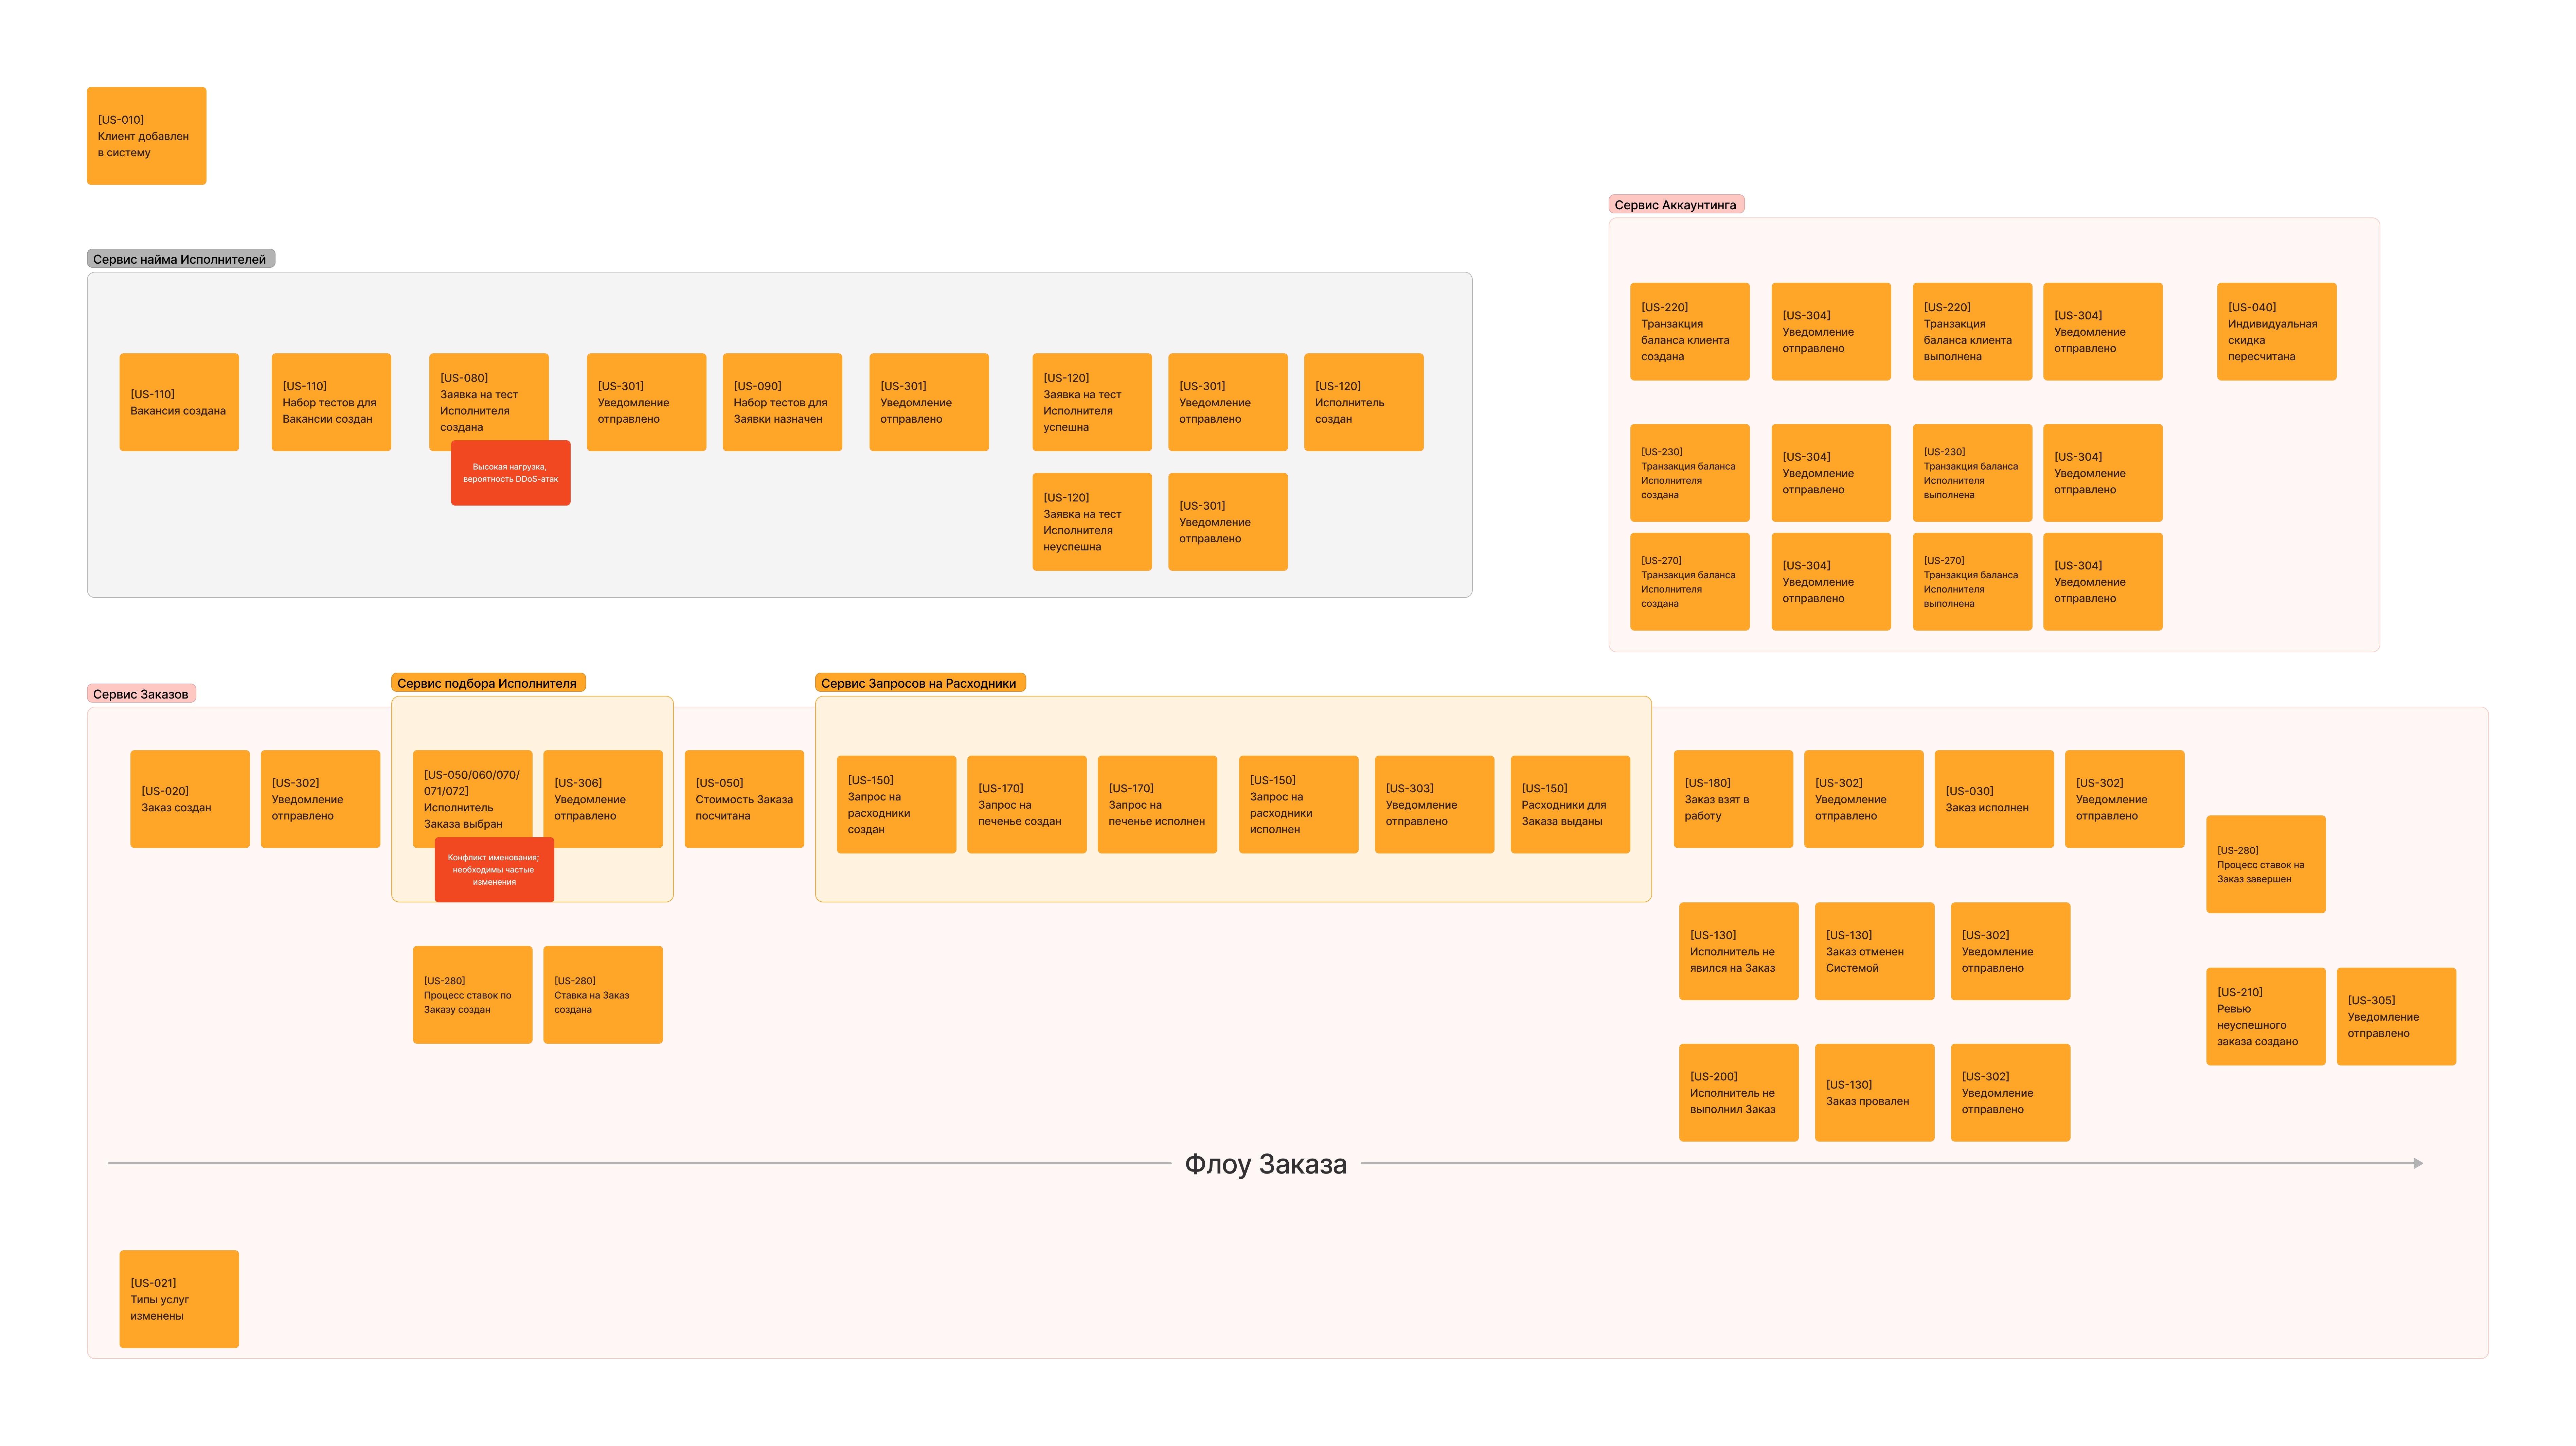 [US-010]
Клиент добавлен
в систему
Сервис найма Исполнителей
[US-110]
Вакансия создана
[US-110]
Набор тестов для
Вакансии создан
[US-080]
Заявка на тест
Исполнителя
создана
Высокая нагрузка,
вероятность DDoS-атак
[US-301]
Уведомление
отправлено
[US-090]
Набор тестов для
Заявки назначен
[US-301]
Уведомление
отправлено
[US-120]
Заявка на тест
Исполнителя
успешна
[US-301]
Уведомление
отправлено
[US-120]
Исполнитель
создан
[US-120]
Заявка на тест
Исполнителя
неуспешна
[US-301]
Уведомление
отправлено
Сервис Аккаунтинга
[US-220]
Транзакция
баланса клиента
создана
[US-304]
Уведомление
отправлено
[US-220]
Транзакция
баланса клиента
выполнена
[US-304]
Уведомление
отправлено
[US-040]
Индивидуальная
скидка
пересчитана
[US-230]
Транзакция баланса
Исполнителя
создана
[US-304]
Уведомление
отправлено
[US-230]
Транзакция баланса
Исполнителя
выполнена
[US-304]
Уведомление
отправлено
[US-270]
Транзакция баланса
Исполнителя
создана
[US-304]
Уведомление
отправлено
[US-270]
Транзакция баланса
Исполнителя
выполнена
[US-304]
Уведомление
отправлено
Сервис Заказов
[US-020]
Заказ создан
[US-302]
Уведомление
отправлено
Сервис подбора Исполнителя
[US-050/060/070/
071/072]
Исполнитель
Заказа выбран
Конфликт именования;
необходимы частые
изменения
[US-306]
Уведомление
отправлено
[US-050]
Стоимость Заказа
посчитана
Сервис Запросов на Расходники
[US-150]
Запрос на
расходники
создан
[US-170]
Запрос на
печенье создан
[US-170]
Запрос на
печенье исполнен
[US-150]
Запрос на
расходники
исполнен
[US-303]
Уведомление
отправлено
[US-150]
Расходники для
Заказа выданы
[US-180]
Заказ взят в
работу
[US-302]
Уведомление
отправлено
[US-030]
Заказ исполнен
[US-302]
Уведомление
отправлено
[US-280]
Процесс ставок на
Заказ завершен
[US-130]
Исполнитель не
явился на Заказ
[US-130]
Заказ отменен
Системой
[US-302]
Уведомление
отправлено
[US-280]
Процесс ставок по
Заказу создан
[US-280]
Ставка на Заказ
создана
[US-210]
Ревью
неуспешного
заказа создано
[US-305]
Уведомление
отправлено
[US-200]
Исполнитель не
выполнил Заказ
[US-130]
Заказ провален
[US-302]
Уведомление
отправлено
Флоу Заказа
[US-021]
Типы услуг
изменены